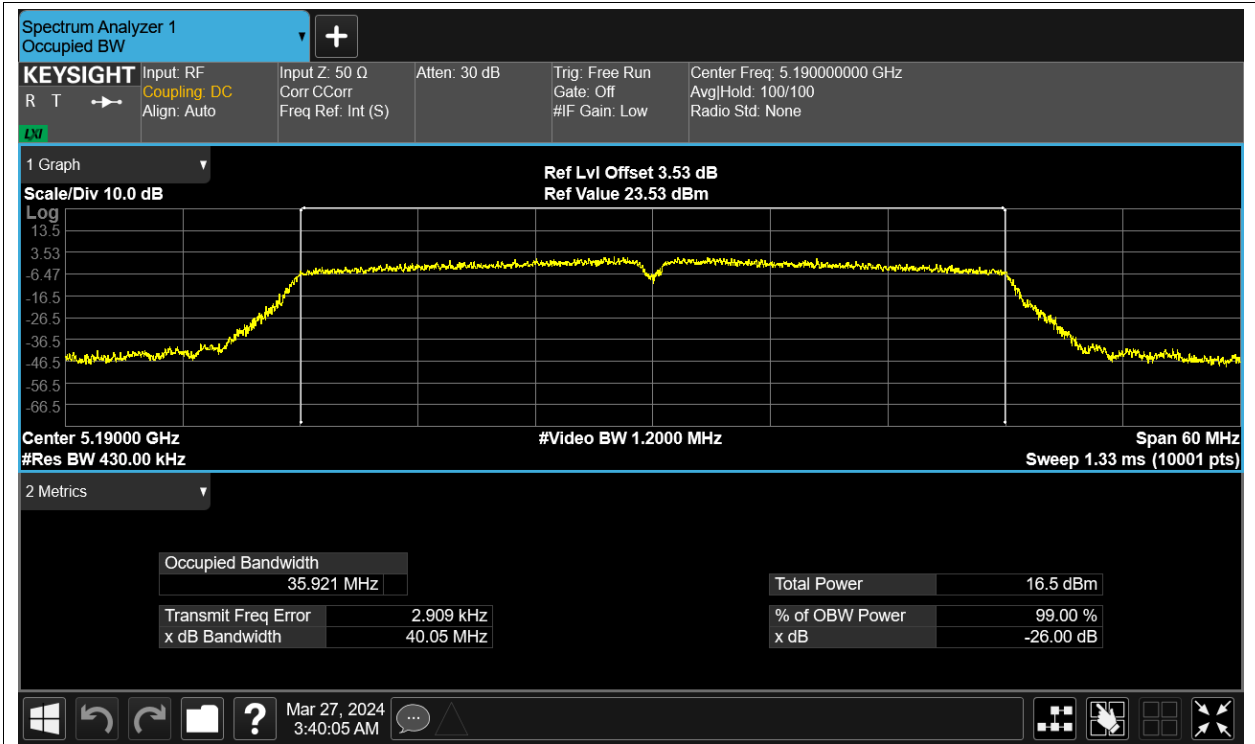 Spectrum Analyzer 1
Occupied BW
▼
+
KEYSIGHT
R T
LXI
Input: RF
Coupling: DC
Align: Auto
Input Z: 50 Ω
Corr CCorr
Freq Ref: Int (S)
Atten: 30 dB
Trig: Free Run
Gate: Off
#IF Gain: Low
Center Freq: 5.190000000 GHz
Avg|Hold: 100/100
Radio Std: None
1 Graph ▼
Ref Lvl Offset 3.53 dB
Scale/Div 10.0 dB
Ref Value 23.53 dBm
Log
13.5
3.53
-6.47
-16.5
-26.5
-36.5
-46.5
-56.5
-66.5
Center 5.19000 GHz
#Video BW 1.2000 MHz
Span 60 MHz
#Res BW 430.00 kHz
Sweep 1.33 ms (10001 pts)
2 Metrics ▼
Occupied Bandwidth
35.921 MHz
Total Power 16.5 dBm
Transmit Freq Error 2.909 kHz
% of OBW Power 99.00 %
x dB Bandwidth 40.05 MHz
x dB -26.00 dB
?
Mar 27, 2024
3:40:05 AM